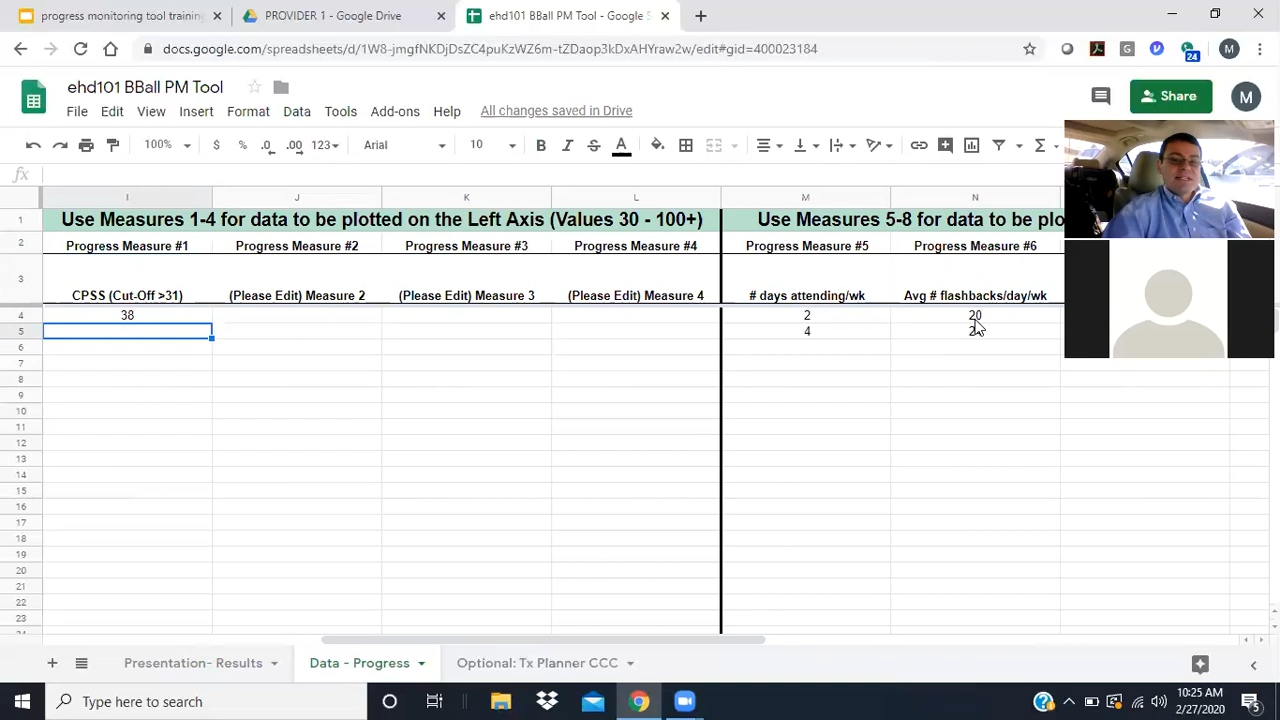 progress monitoring tool training
PROVIDER 1 - Google Drive
ehd101 BBall PM Tool - Google S
docs.google.com/spreadsheets/d/1W8-jmgfNKDjDsZC4bpuKzWZ6m-tZDaop3kDxAHYraw2w/edit#gid=400023184
G
24
M
ehd101 BBall PM Tool
File Edit View Insert Format Data Tools Add-ons Help All changes saved in Drive
Share
M
100% $ % .0 .00 123 Arial 10 B I S A Σ
fx
I J K L M N
1 Use Measures 1-4 for data to be plotted on the Left Axis (Values 30 - 100+) Use Measures 5-8 for data to be plo
2 Progress Measure #1 Progress Measure #2 Progress Measure #3 Progress Measure #4 Progress Measure #5 Progress Measure #6
3 CPSS (Cut-Off >31) (Please Edit) Measure 2 (Please Edit) Measure 3 (Please Edit) Measure 4 # days attending/wk Avg # flashbacks/day/wk
4 38 2 20
5 4
6
7
8
9
10
11
12
13
14
15
16
17
18
19
20
21
22
23
Presentation- Results Data - Progress Optional: Tx Planner CCC
Type here to search
10:25 AM
2/27/2020
5